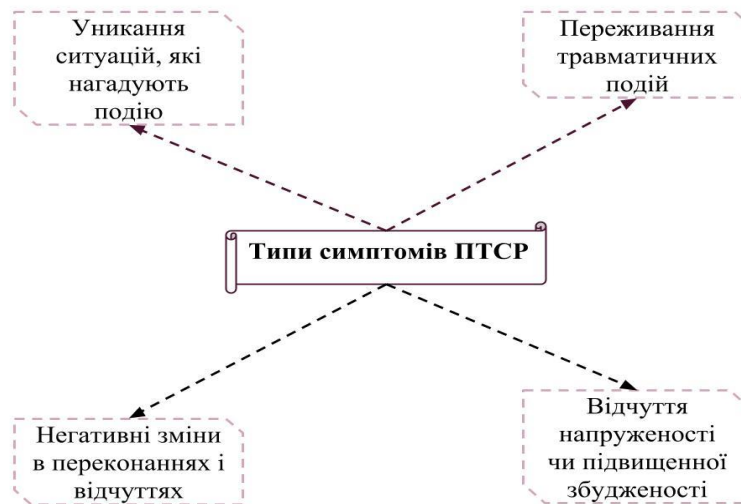 Уникання
ситуацій, які
нагадують
подію
Переживання
травматичних
подій
Типи симптомів ПТСР
Негативні зміни
в переконаннях і
відчуттях
Відчуття
напруженості
чи підвищенної
збудженості